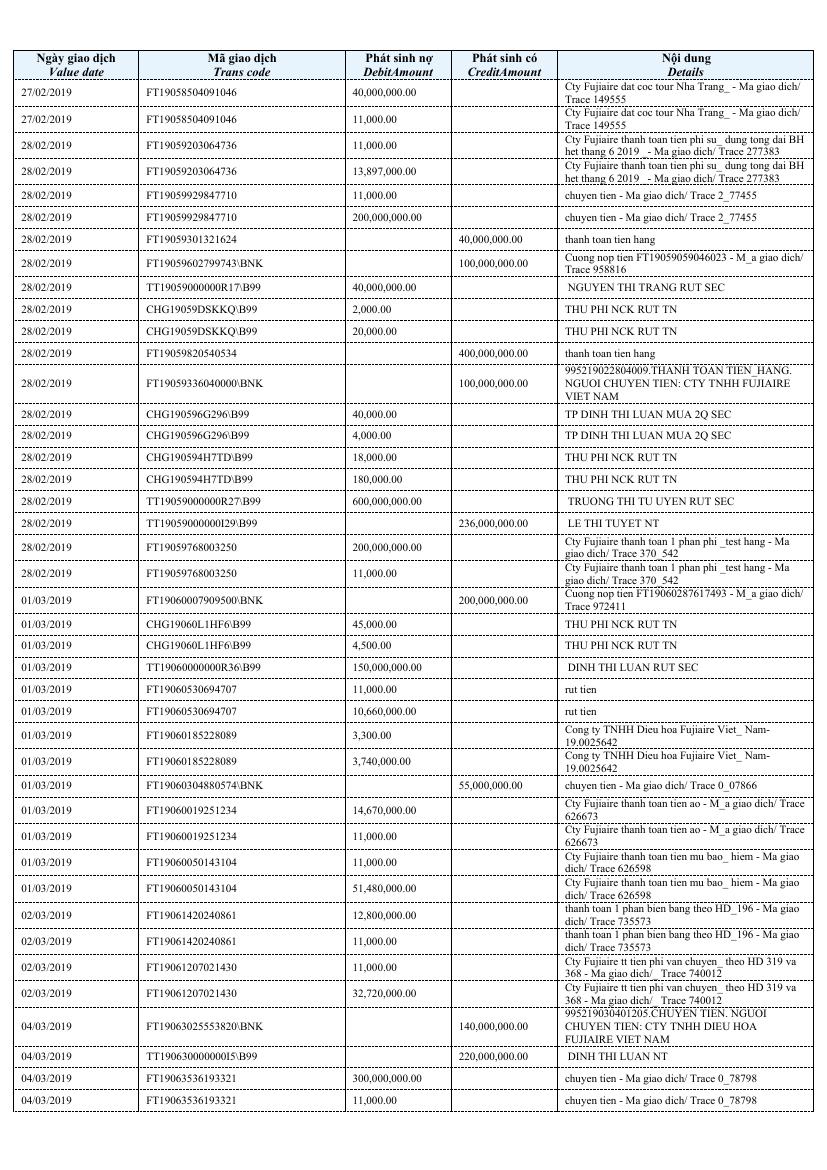 Ngày giao dịch Mã giao dịch Phát sinh nợ Phát sinh có Nội dung
Value date Trans code DebitAmount CreditAmount Details
27/02/2019 FT19058504091046 40,000,000.00 Cty Fujiaire dat coc tour Nha Trang_ - Ma giao dich/
Trace 149555
27/02/2019 FT19058504091046 11,000.00 Cty Fujiaire dat coc tour Nha Trang_ - Ma giao dich/
Trace 149555
28/02/2019 FT19059203064736 11,000.00 Cty Fujiaire thanh toan tien phi su_ dung tong dai BH
het thang 6 2019 _- Ma giao dich/ Trace 277383
28/02/2019 FT19059203064736 13,897,000.00 Cty Fujiaire thanh toan tien phi su_ dung tong dai BH
het thang 6 2019 _- Ma giao dich/ Trace 277383
28/02/2019 FT19059929847710 11,000.00 chuyen tien - Ma giao dich/ Trace 2_77455
28/02/2019 FT19059929847710 200,000,000.00 chuyen tien - Ma giao dich/ Trace 2_77455
28/02/2019 FT19059301321624 40,000,000.00 thanh toan tien hang
28/02/2019 FT19059602799743\BNK 100,000,000.00 Cuong nop tien FT19059059046023 - M_a giao dich/
Trace 958816
28/02/2019 TT19059000000R17\B99 40,000,000.00 NGUYEN THI TRANG RUT SEC
28/02/2019 CHG19059DSKKQ\B99 2,000.00 THU PHI NCK RUT TN
28/02/2019 CHG19059DSKKQ\B99 20,000.00 THU PHI NCK RUT TN
28/02/2019 FT19059820540534 400,000,000.00 thanh toan tien hang
28/02/2019 FT19059336040000\BNK 100,000,000.00 995219022804009.THANH TOAN TIEN_HANG.
NGUOI CHUYEN TIEN: CTY TNHH FUJIAIRE
VIET NAM
28/02/2019 CHG190596G296\B99 40,000.00 TP DINH THI LUAN MUA 2Q SEC
28/02/2019 CHG190596G296\B99 4,000.00 TP DINH THI LUAN MUA 2Q SEC
28/02/2019 CHG190594H7TD\B99 18,000.00 THU PHI NCK RUT TN
28/02/2019 CHG190594H7TD\B99 180,000.00 THU PHI NCK RUT TN
28/02/2019 TT19059000000R27\B99 600,000,000.00 TRUONG THI TU UYEN RUT SEC
28/02/2019 TT19059000000I29\B99 236,000,000.00 LE THI TUYET NT
28/02/2019 FT19059768003250 200,000,000.00 Cty Fujiaire thanh toan 1 phan phi _test hang - Ma
giao dich/ Trace 370_542
28/02/2019 FT19059768003250 11,000.00 Cty Fujiaire thanh toan 1 phan phi _test hang - Ma
giao dich/ Trace 370_542
01/03/2019 FT19060007909500\BNK 200,000,000.00 Cuong nop tien FT19060287617493 - M_a giao dich/
Trace 972411
01/03/2019 CHG19060L1HF6\B99 45,000.00 THU PHI NCK RUT TN
01/03/2019 CHG19060L1HF6\B99 4,500.00 THU PHI NCK RUT TN
01/03/2019 TT19060000000R36\B99 150,000,000.00 DINH THI LUAN RUT SEC
01/03/2019 FT19060530694707 11,000.00 rut tien
01/03/2019 FT19060530694707 10,660,000.00 rut tien
01/03/2019 FT19060185228089 3,300.00 Cong ty TNHH Dieu hoa Fujiaire Viet_ Nam-
19.0025642
01/03/2019 FT19060185228089 3,740,000.00 Cong ty TNHH Dieu hoa Fujiaire Viet_ Nam-
19.0025642
01/03/2019 FT19060304880574\BNK 55,000,000.00 chuyen tien - Ma giao dich/ Trace 0_07866
01/03/2019 FT19060019251234 14,670,000.00 Cty Fujiaire thanh toan tien ao - M_a giao dich/ Trace
626673
01/03/2019 FT19060019251234 11,000.00 Cty Fujiaire thanh toan tien ao - M_a giao dich/ Trace
626673
01/03/2019 FT19060050143104 11,000.00 Cty Fujiaire thanh toan tien mu bao_ hiem - Ma giao
dich/ Trace 626598
01/03/2019 FT19060050143104 51,480,000.00 Cty Fujiaire thanh toan tien mu bao_ hiem - Ma giao
dich/ Trace 626598
02/03/2019 FT19061420240861 12,800,000.00 thanh toan 1 phan bien bang theo HD_196 - Ma giao
dich/ Trace 735573
02/03/2019 FT19061420240861 11,000.00 thanh toan 1 phan bien bang theo HD_196 - Ma giao
dich/ Trace 735573
02/03/2019 FT19061207021430 11,000.00 Cty Fujiaire tt tien phi van chuyen_ theo HD 319 va
368 - Ma giao dich/_ Trace 740012
02/03/2019 FT19061207021430 32,720,000.00 Cty Fujiaire tt tien phi van chuyen_ theo HD 319 va
368 - Ma giao dich/_ Trace 740012
04/03/2019 FT19063025553820\BNK 140,000,000.00 995219030401205.CHUYEN TIEN. NGUOI
CHUYEN TIEN: CTY TNHH DIEU HOA
FUJIAIRE VIET NAM
04/03/2019 TT190630000000I5\B99 220,000,000.00 DINH THI LUAN NT
04/03/2019 FT19063536193321 300,000,000.00 chuyen tien - Ma giao dich/ Trace 0_78798
04/03/2019 FT19063536193321 11,000.00 chuyen tien - Ma giao dich/ Trace 0_78798